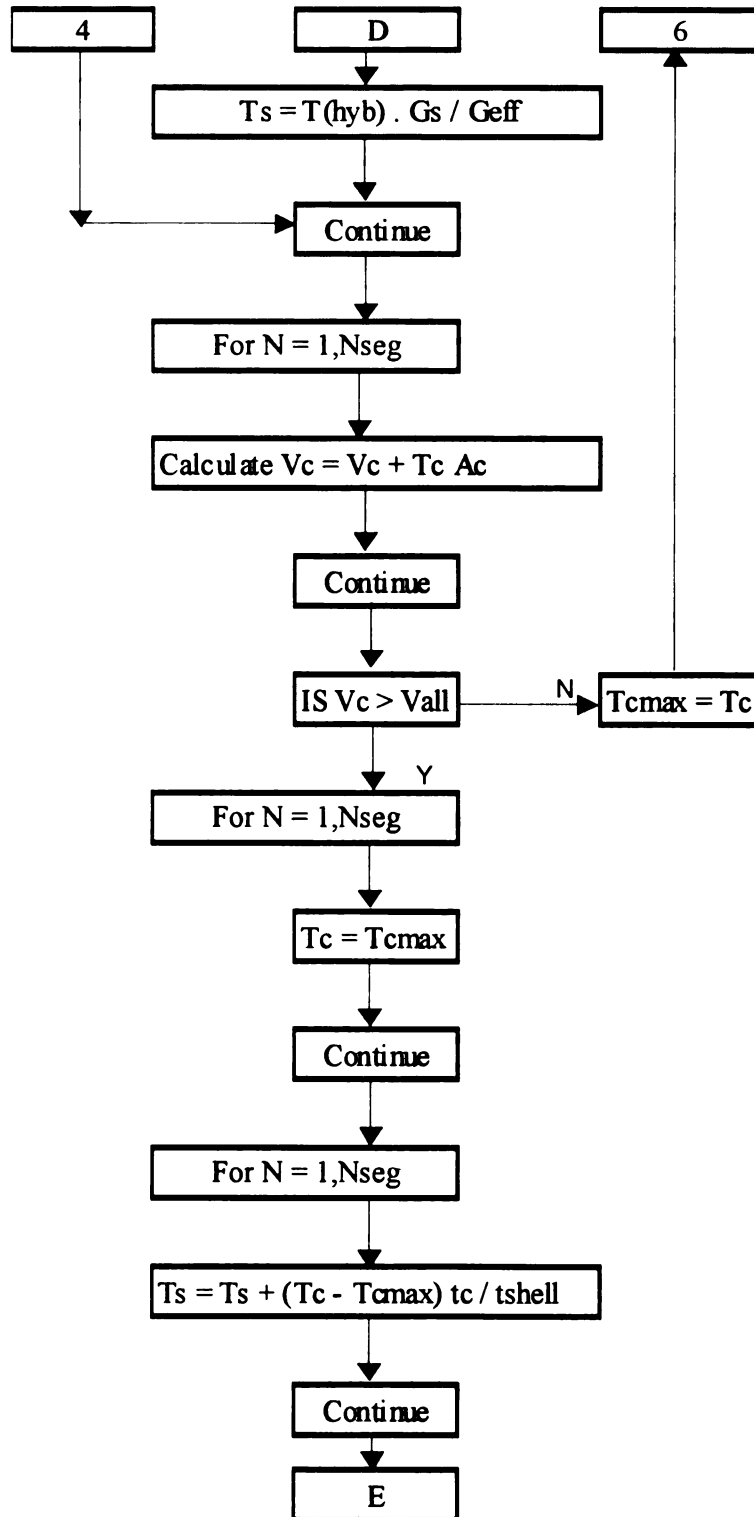 4
D
6
Ts = T(hyb) . Gs / Geff
Continue
For N = 1,Nseg
Calculate Vc = Vc + Tc Ac
Continue
IS Vc > Vall
N
Tcmax = Tc
Y
For N = 1,Nseg
Tc = Tcmax
Continue
For N = 1,Nseg
Ts = Ts + (Tc - Tcmax) tc / tshell
Continue
E